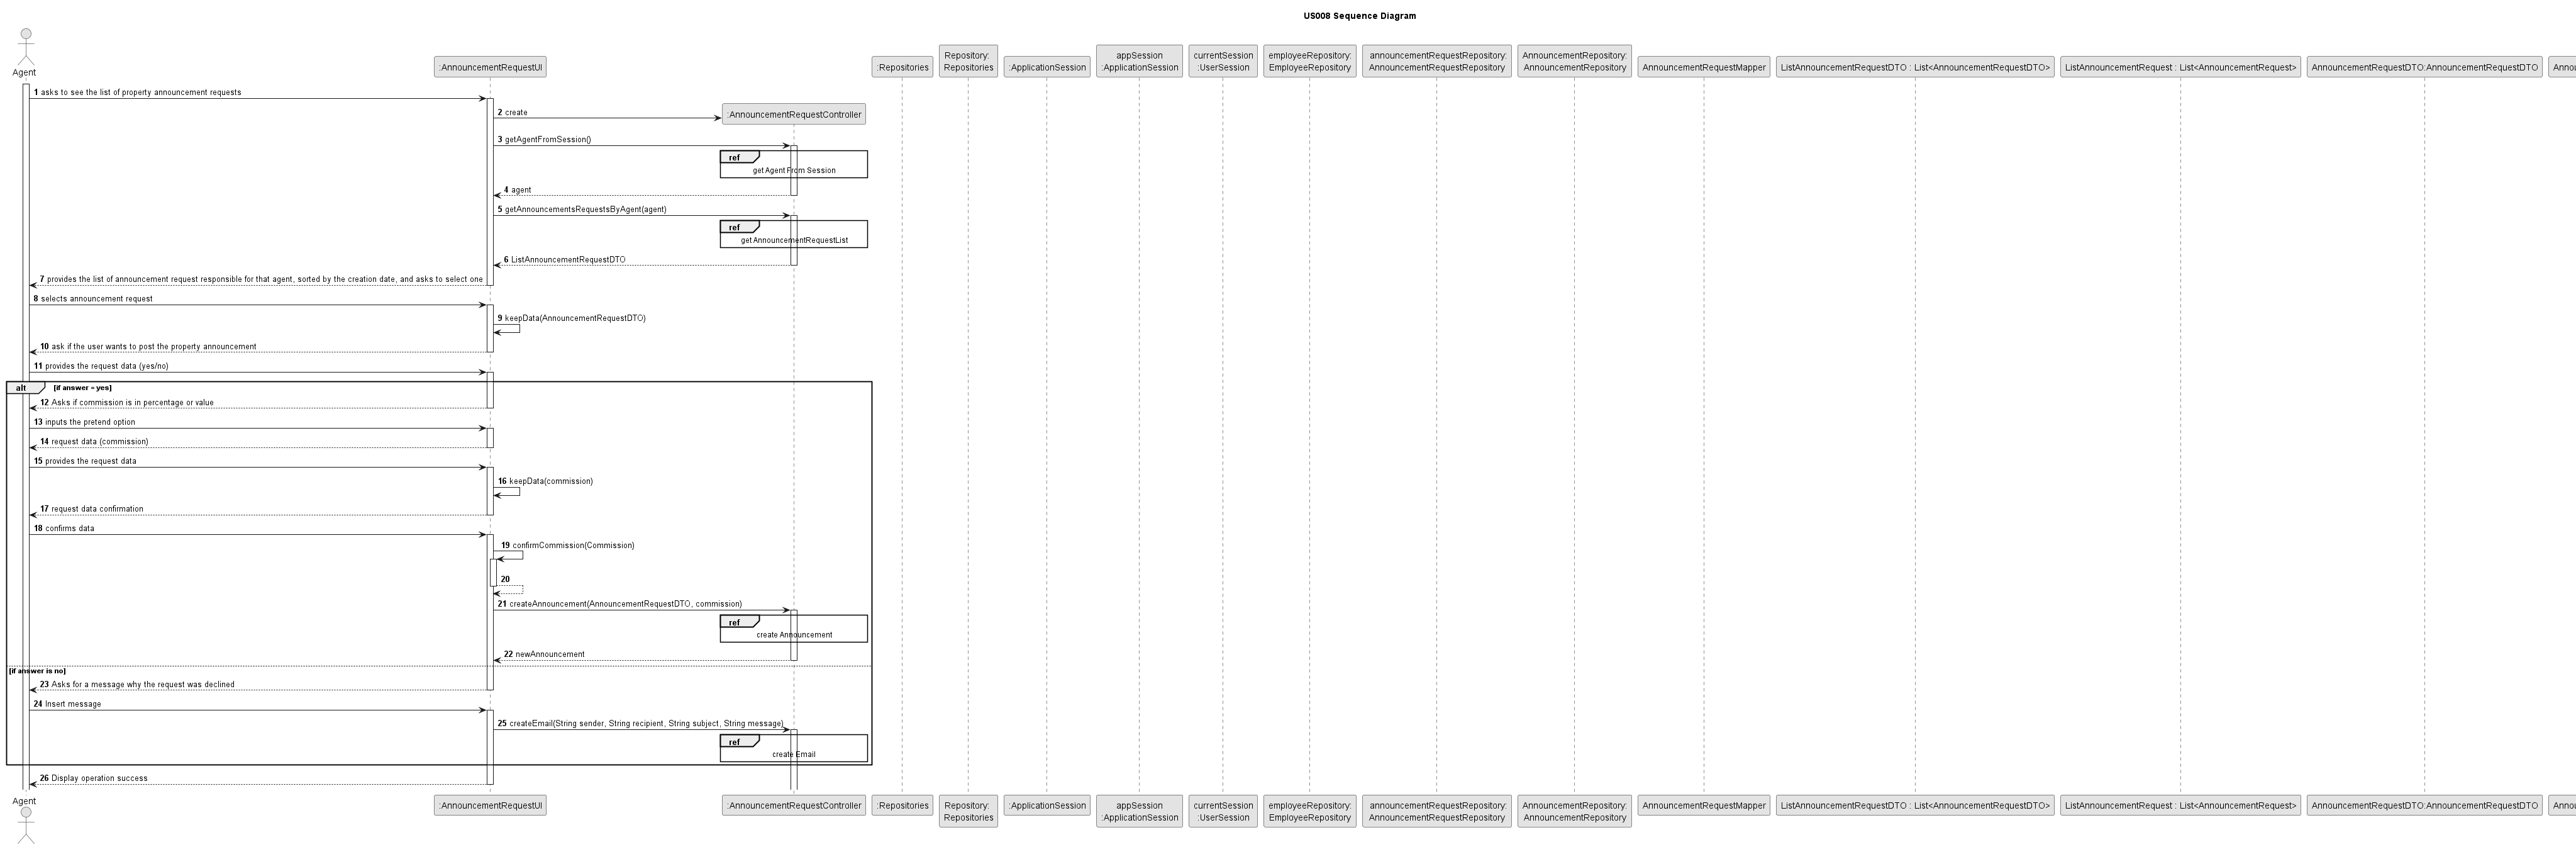 US008 Sequence Diagram
Agent
:AnnouncementRequestUI
:Repositories
Repository:
Repositories
:ApplicationSession
appSession
:ApplicationSession
currentSession
:UserSession
employeeRepository:
EmployeeRepository
announcementRequestRepository:
AnnouncementRequestRepository
AnnouncementRepository:
AnnouncementRepository
AnnouncementRequestMapper
ListAnnouncementRequestDTO : List<AnnouncementRequestDTO>
ListAnnouncementRequest : List<AnnouncementRequest>
AnnouncementRequestDTO:AnnouncementRequestDTO
1 asks to see the list of property announcement requests
2 create
:AnnouncementRequestController
3 getAgentFromSession()
ref
get Agent From Session
4 agent
5 getAnnouncementsRequestsByAgent(agent)
ref
get AnnouncementRequestList
6 ListAnnouncementRequestDTO
7 provides the list of announcement request responsible for that agent, sorted by the creation date, and asks to select one
8 selects announcement request
9 keepData(AnnouncementRequestDTO)
10 ask if the user wants to post the property announcement
11 provides the request data (yes/no)
alt [if answer = yes]
12 Asks if commission is in percentage or value
13 inputs the pretend option
14 request data (commission)
15 provides the request data
16 keepData(commission)
17 request data confirmation
18 confirms data
19 confirmCommission(Commission)
20
21 createAnnouncement(AnnouncementRequestDTO, commission)
ref
create Announcement
22 newAnnouncement
[if answer is no]
23 Asks for a message why the request was declined
24 Insert message
25 createEmail(String sender, String recipient, String subject, String message)
ref
create Email
26 Display operation success
Agent
:AnnouncementRequestUI
:AnnouncementRequestController
:Repositories
Repository:
Repositories
:ApplicationSession
appSession
:ApplicationSession
currentSession
:UserSession
employeeRepository:
EmployeeRepository
announcementRequestRepository:
AnnouncementRequestRepository
AnnouncementRepository:
AnnouncementRepository
AnnouncementRequestMapper
ListAnnouncementRequestDTO : List<AnnouncementRequestDTO>
ListAnnouncementRequest : List<AnnouncementRequest>
AnnouncementRequestDTO:AnnouncementRequestDTO